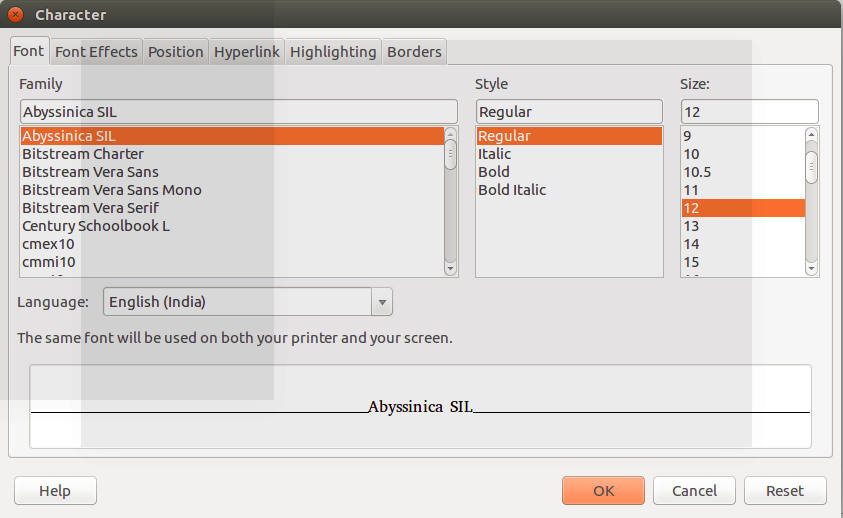 Character
Font Font Effects Position Hyperlink Highlighting Borders
Family Style Size:
Abyssinica SIL Regular 12
Abyssinica SIL Regular 9
Bitstream Charter Italic 10
Bitstream Vera Sans Bold 10.5
Bitstream Vera Sans Mono Bold Italic 11
Bitstream Vera Serif 12
Century Schoolbook L 13
cmex10 14
cmmi10 15
Language: English (India)
The same font will be used on both your printer and your screen.
Abyssinica SIL
Help OK Cancel Reset